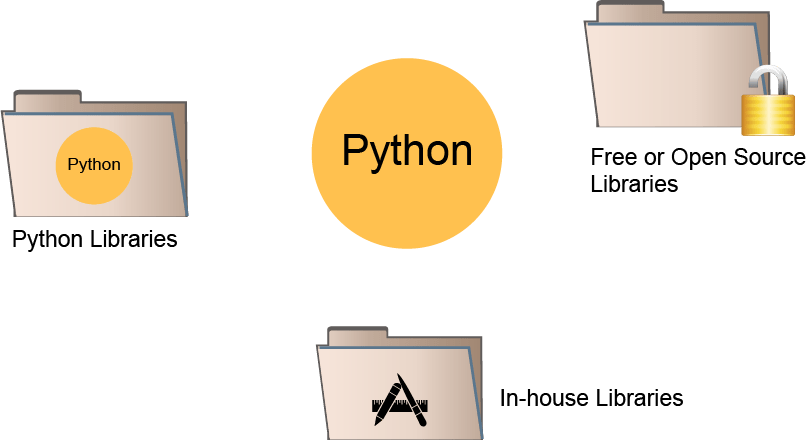 Python
Python
Python Libraries
Free or Open Source
Libraries
In-house Libraries